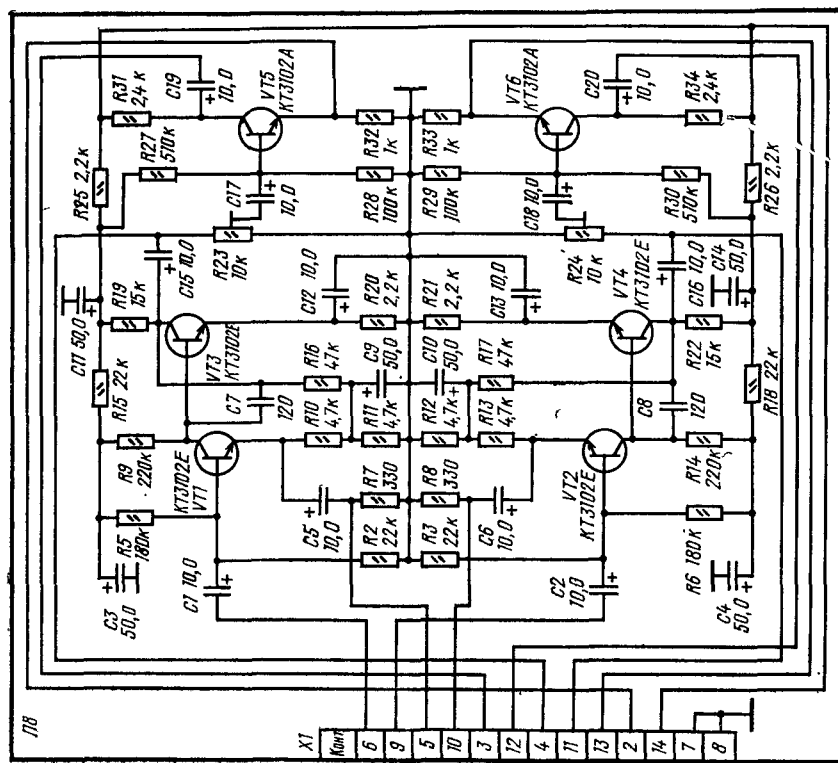 П8
X1
Конт
6
9
5
10
3
12
4
11
13
2
14
7
8
C3
50,0
R5
180к
C1 10,0
R9
220к
КТ3102Е
VT1
R15 22к
C7
120
C11 50,0
R19
15к
VT3
КТ3102Е
C15 10,0
R23
10к
R25 2,2к
R27
510к
R31
2,4к
C19
10,0
VT5
КТ3102А
C17
10,0
R32
1к
R28
100к
C12 10,0
R20
2,2к
R16
47к
C9
50,0
R10
4,7к
R11
4,7к
C5
10,0
R7
330
R2
22к
R3
22к
R8
330
C6
10,0
R12
4,7к
R13
4,7к
C10
50,0
R17
47к
R21
2,2к
C13 10,0
R29
100к
R33
1к
VT6
КТ3102А
C20
10,0
R34
2,4к
C18 10,0
R30
510к
R26 2,2к
R24
10к
VT4
КТ3102Е
C16 10,0
C14
50,0
R22
15к
R18 22к
C8
120
VT2
КТ3102Е
R14
220к
C2
10,0
R6 180к
C4
50,0